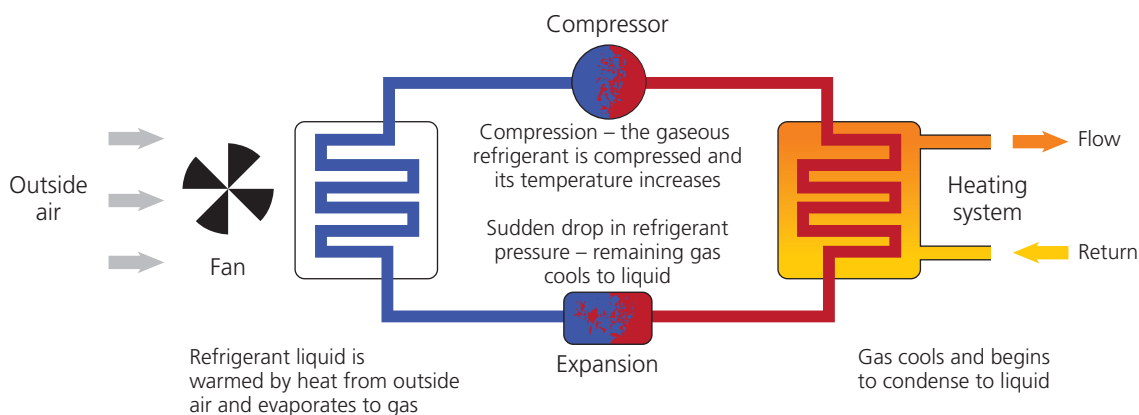 Compressor
Compression – the gaseous
refrigerant is compressed and
its temperature increases
Outside
air
Fan
Flow
Heating
system
Return
Sudden drop in refrigerant
pressure – remaining gas
cools to liquid
Expansion
Refrigerant liquid is
warmed by heat from outside
air and evaporates to gas
Gas cools and begins
to condense to liquid